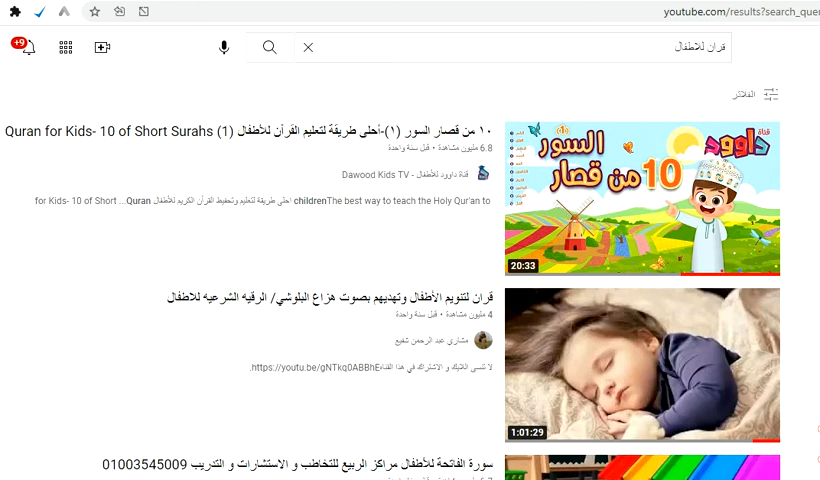 youtube.com/results?search_que
+9
قران للاطفال
الفلاتر
١٠ من قصار السور (١)-أحلى طريقة لتعليم القرآن للأطفال Quran for Kids- 10 of Short Surahs (1)
6.8 مليون مشاهدة • قبل سنة واحدة
قناة داوود للأطفال - Dawood Kids TV
for Kids- 10 of Short ... Quran احلى طريقة لتعليم وتحفيظ القرآن الكريم للأطفال childrenThe best way to teach the Holy Qur'an to
قناة
داوود
(1)
السور
10 من قصار
20:33
قران لتنويم الأطفال وتهديهم بصوت هزاع البلوشي/ الرقيه الشرعيه للاطفال
4 مليون مشاهدة • قبل سنة واحدة
مشاري عبد الرحمن شفيع
لا تنسى اللايك و الاشتراك في هذا القناه https://youtu.be/gNTkq0ABBhE.
1:01:29
سورة الفاتحة للأطفال مراكز الربيع للتخاطب و الاستشارات و التدريب 01003545009